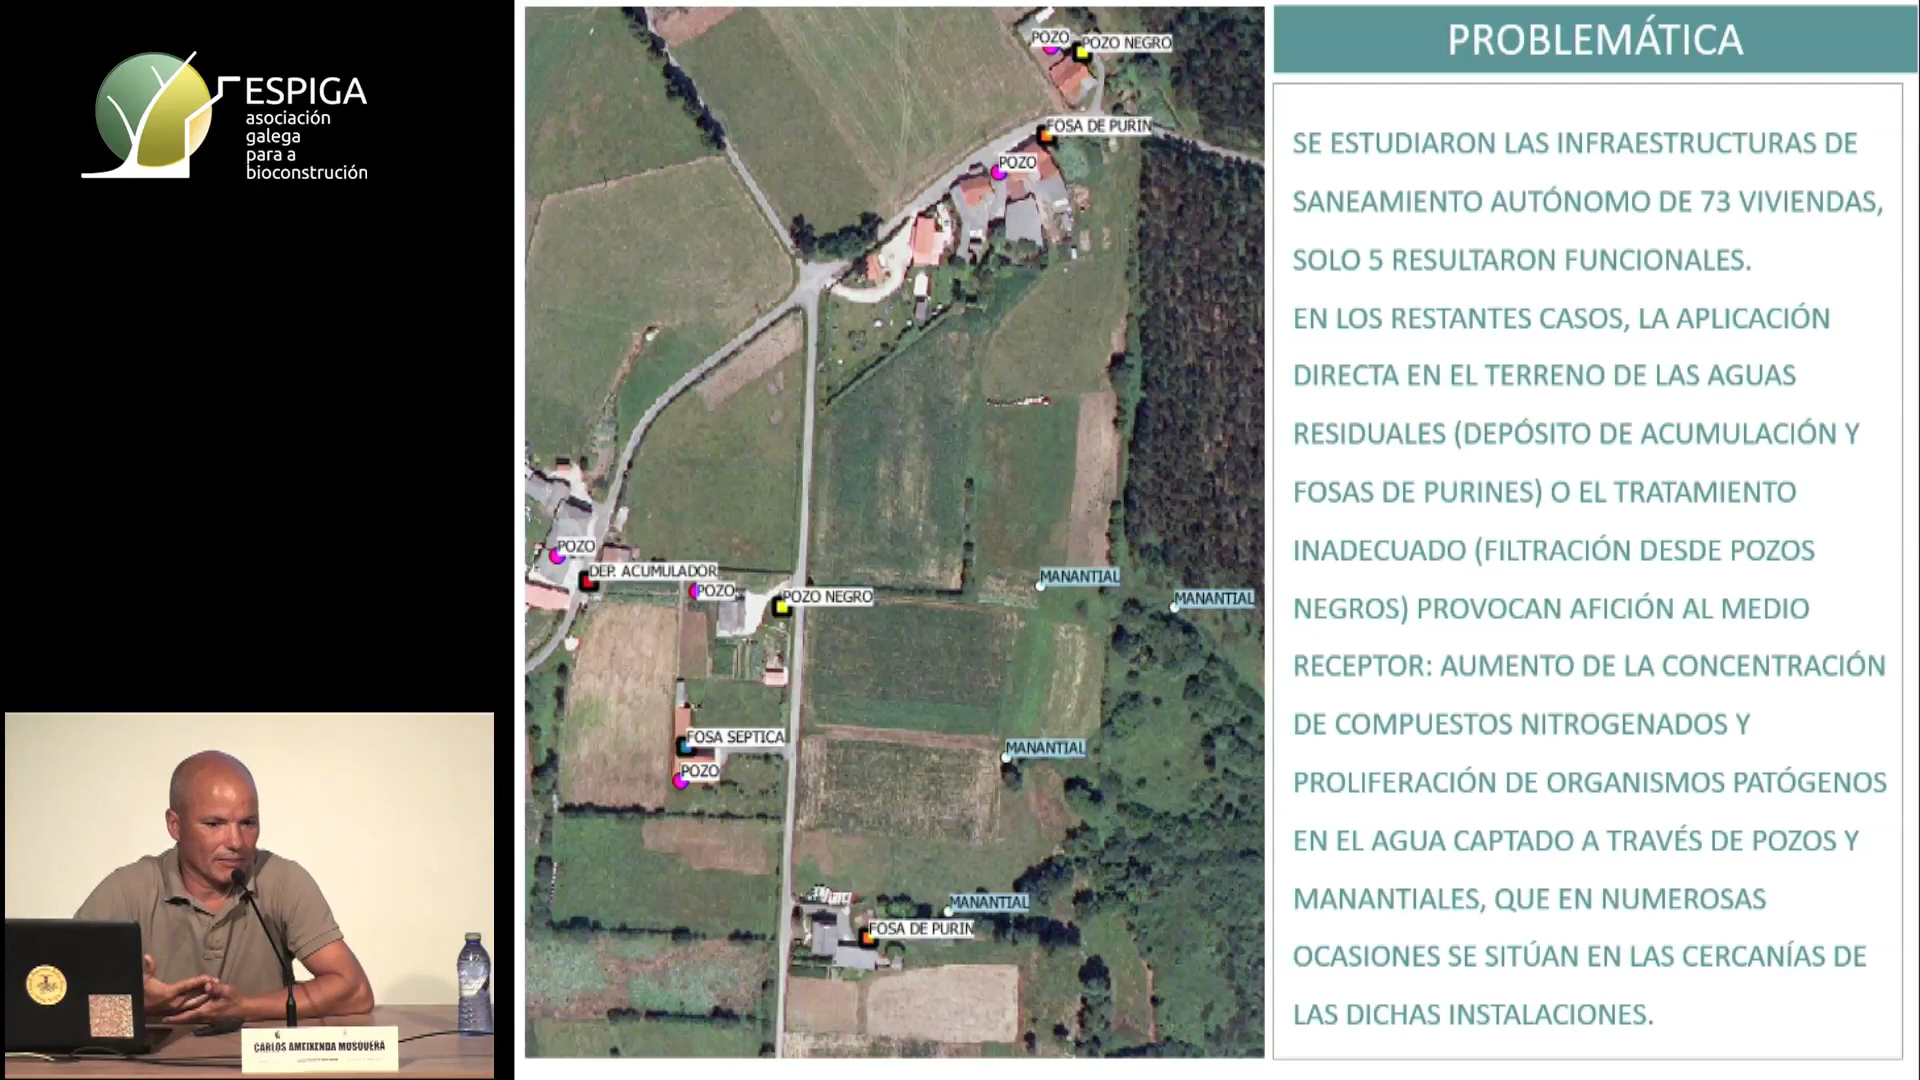 ESPIGA
asociación
galega
para a
bioconstrución
POZO
POZO NEGRO
FOSA DE PURIN
POZO
POZO
DEP. ACUMULADOR
POZO
POZO NEGRO
MANANTIAL
MANANTIAL
FOSA SEPTICA
POZO
MANANTIAL
MANANTIAL
FOSA DE PURIN
PROBLEMÁTICA
SE ESTUDIARON LAS INFRAESTRUCTURAS DE
SANEAMIENTO AUTÓNOMO DE 73 VIVIENDAS,
SOLO 5 RESULTARON FUNCIONALES.
EN LOS RESTANTES CASOS, LA APLICACIÓN
DIRECTA EN EL TERRENO DE LAS AGUAS
RESIDUALES (DEPÓSITO DE ACUMULACIÓN Y
FOSAS DE PURINES) O EL TRATAMIENTO
INADECUADO (FILTRACIÓN DESDE POZOS
NEGROS) PROVOCAN AFICIÓN AL MEDIO
RECEPTOR: AUMENTO DE LA CONCENTRACIÓN
DE COMPUESTOS NITROGENADOS Y
PROLIFERACIÓN DE ORGANISMOS PATÓGENOS
EN EL AGUA CAPTADO A TRAVÉS DE POZOS Y
MANANTIALES, QUE EN NUMEROSAS
OCASIONES SE SITÚAN EN LAS CERCANÍAS DE
LAS DICHAS INSTALACIONES.
CARLOS AMEIXENDA MOSQUERA